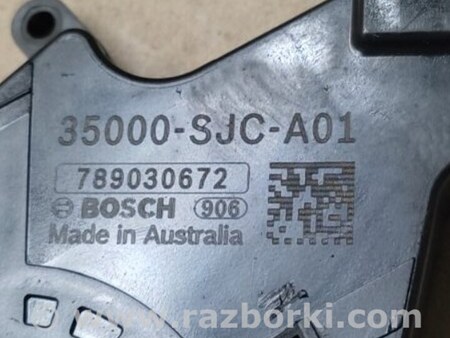 35000-SJC-A01
789030672
BOSCH 906
Made in Australia
www.razborki.com